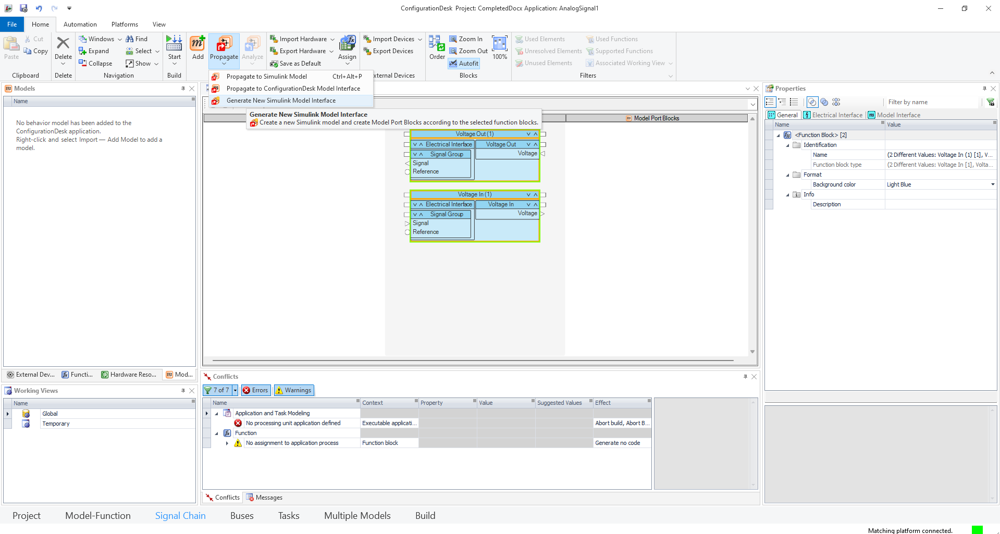 ConfigurationDesk Project: CompletedDocx Application: AnalogSignal1
File Home Automation Platforms View
Paste Cut Copy Clipboard
Delete Delete
Windows Find
Expand Select
Collapse Show
Navigation
Start Build
Add Propagate Analyze
Import Hardware
Export Hardware
Save as Default
Assign
Import Devices
Export Devices
xternal Devices
Order Zoom In
Zoom Out
Autofit
100%
Blocks
Used Elements Used Functions
Unresolved Elements Supported Functions
Unused Elements Associated Working View
Filters
Propagate to Simulink Model Ctrl+Alt+P
Propagate to ConfigurationDesk Model Interface
Generate New Simulink Model Interface
Generate New Simulink Model Interface
Create a new Simulink model and create Model Port Blocks according to the selected function blocks.
Models
Name
No behavior model has been added to the
ConfigurationDesk application.
Right-click and select Import — Add Model to add a
model.
External Dev... Functi... Hardware Reso... Mod...
Working Views
Name
Global
Temporary
Model Port Blocks
Voltage Out (1)
Electrical Interface Voltage Out
Signal Group Voltage
Signal
Reference
Voltage In (1)
Electrical Interface Voltage In
Signal Group Voltage
Signal
Reference
Conflicts
7 of 7 Errors Warnings
Name Context Property Value Suggested Values Effect
Application and Task Modeling
No processing unit application defined Executable applicati... Abort build, Abort B...
Function
No assignment to application process Function block Generate no code
Conflicts Messages
Properties
Filter by name
General Electrical Interface Model Interface
Name Value
<Function Block> [2]
Identification
Name (2 Different Values: Voltage In (1) [1], V...
Function block type (2 Different Values: Voltage In [1], Volta...
Format
Background color Light Blue
Info
Description
Project Model-Function Signal Chain Buses Tasks Multiple Models Build
Matching platform connected.